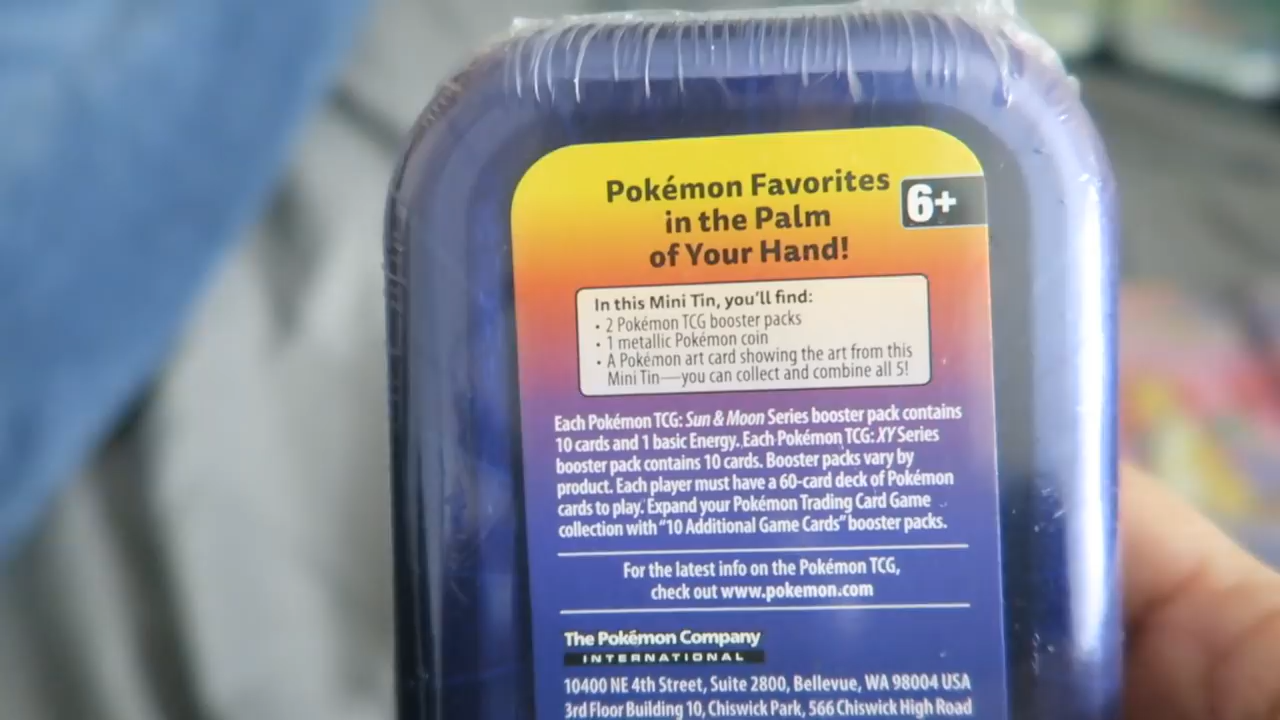 Pokémon Favorites
in the Palm
of Your Hand!
6+
In this Mini Tin, you'll find:
• 2 Pokémon TCG booster packs
• 1 metallic Pokémon coin
• A Pokémon art card showing the art from this
Mini Tin—you can collect and combine all 5!
Each Pokémon TCG: Sun & Moon Series booster pack contains
10 cards and 1 basic Energy. Each Pokémon TCG: XY Series
booster pack contains 10 cards. Booster packs vary by
product. Each player must have a 60-card deck of Pokémon
cards to play. Expand your Pokémon Trading Card Game
collection with "10 Additional Game Cards" booster packs.
For the latest info on the Pokémon TCG,
check out www.pokemon.com
The Pokémon Company
INTERNATIONAL
10400 NE 4th Street, Suite 2800, Bellevue, WA 98004 USA
3rd Floor Building 10, Chiswick Park, 566 Chiswick High Road